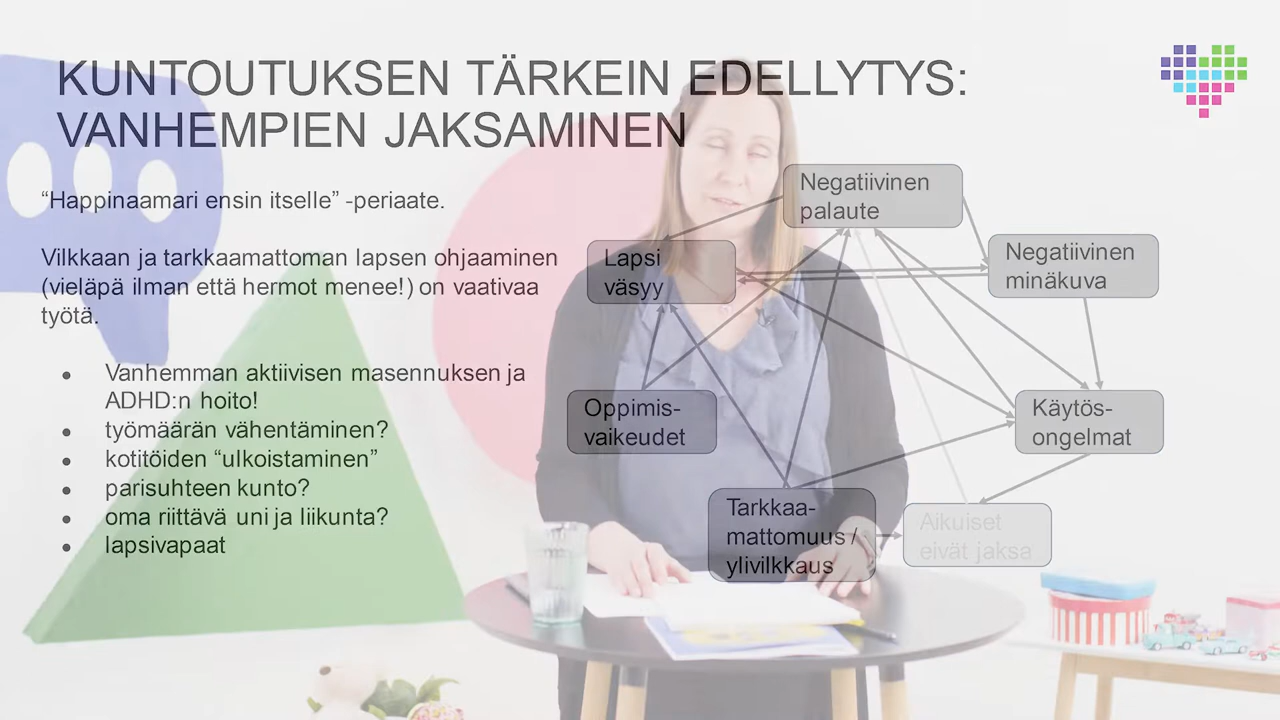 KUNTOUTUKSEN TÄRKEIN EDELLYTYS:
VANHEMPIEN JAKSAMINEN
“Happinaamari ensin itselle” -periaate.
Vilkkaan ja tarkkaamattoman lapsen ohjaaminen
(vieläpä ilman että hermot menee!) on vaativaa
työtä.
● Vanhemman aktiivisen masennuksen ja
ADHD:n hoito!
● työmäärän vähentäminen?
● kotitöiden “ulkoistaminen”
● parisuhteen kunto?
● oma riittävä uni ja liikunta?
● lapsivapaat
Negatiivinen
palaute
Lapsi
väsyy
Negatiivinen
minäkuva
Oppimis-
vaikeudet
Käytös-
ongelmat
Tarkkaa-
mattomuus /
ylivilkkaus
Aikuiset
eivät jaksa